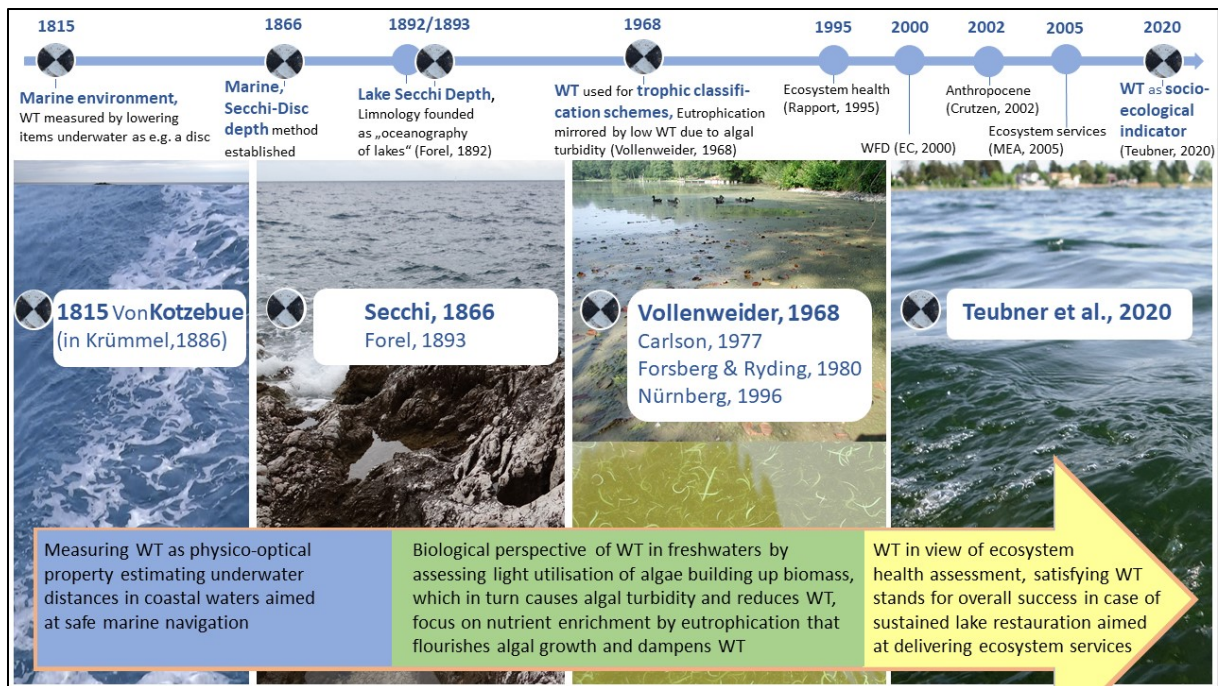 1815
1866
1892/1893
1968
1995
2000
2002
2005
2020
Marine environment,
WT measured by lowering
items underwater as e.g. a disc
Marine,
Secchi-Disc
depth method
established
Lake Secchi Depth,
Limnology founded
as „oceanography
of lakes“ (Forel, 1892)
WT used for trophic classifi-
cation schemes, Eutrophication
mirrored by low WT due to algal
turbidity (Vollenweider, 1968)
Ecosystem health
(Rapport, 1995)
WFD (EC, 2000)
Anthropocene
(Crutzen, 2002)
Ecosystem services
(MEA, 2005)
WT as socio-
ecological
indicator
(Teubner, 2020)
1815 Von Kotzebue
(in Krümmel,1886)
Secchi, 1866
Forel, 1893
Vollenweider, 1968
Carlson, 1977
Forsberg & Ryding, 1980
Nürnberg, 1996
Teubner et al., 2020
Measuring WT as physico-optical
property estimating underwater
distances in coastal waters aimed
at safe marine navigation
Biological perspective of WT in freshwaters by
assessing light utilisation of algae building up biomass,
which in turn causes algal turbidity and reduces WT,
focus on nutrient enrichment by eutrophication that
flourishes algal growth and dampens WT
WT in view of ecosystem
health assessment, satisfying WT
stands for overall success in case of
sustained lake restauration aimed
at delivering ecosystem services